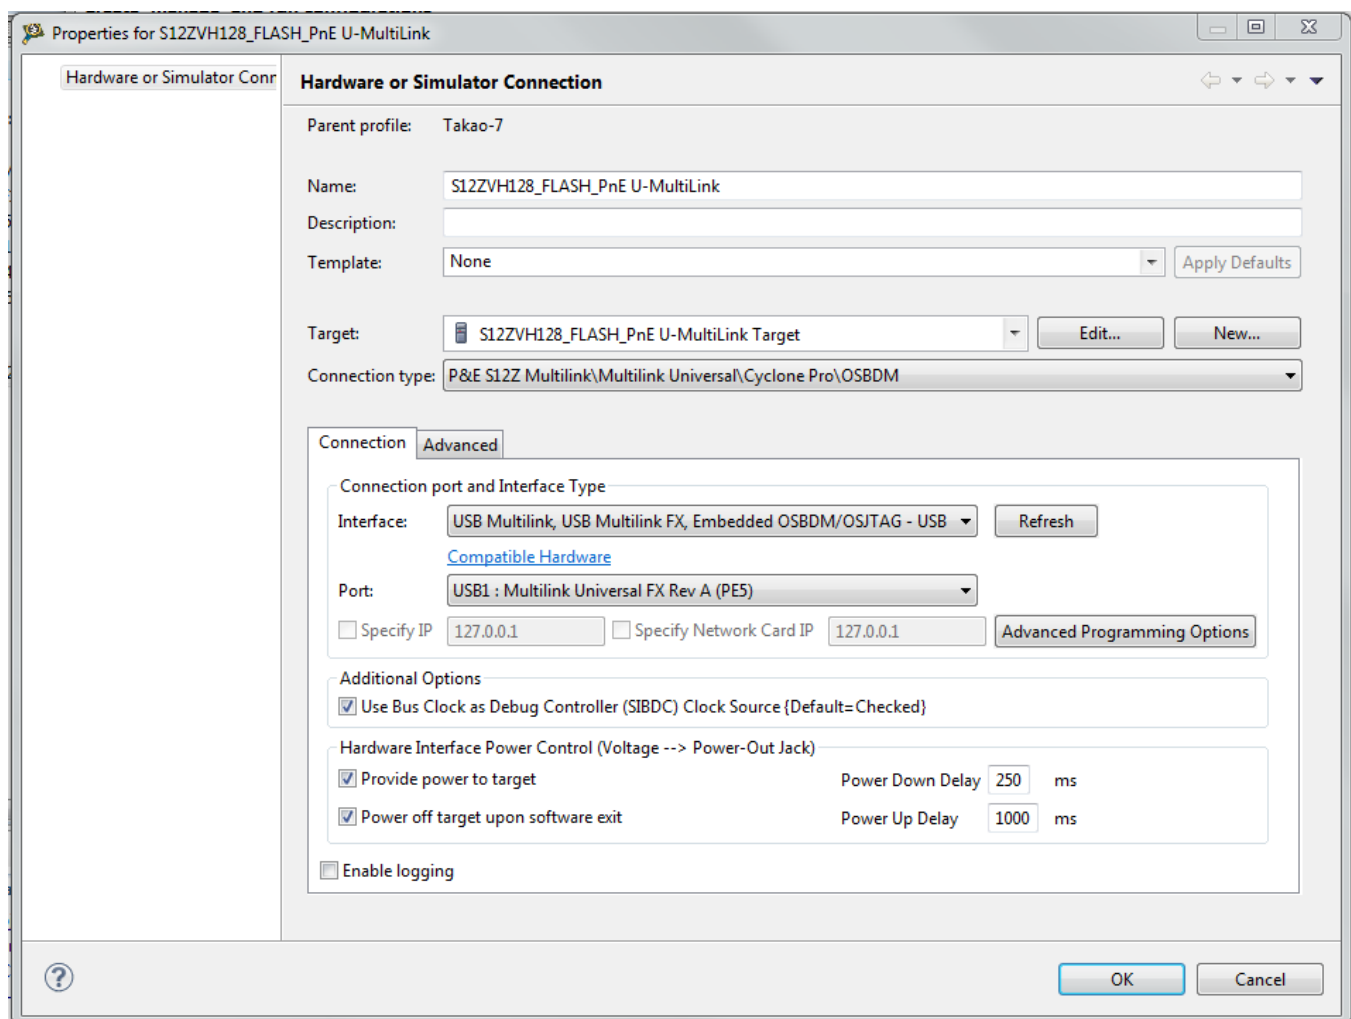 Properties for S12ZVH128_FLASH_PnE U-MultiLink
Hardware or Simulator Conr
Hardware or Simulator Connection
Parent profile: Takao-7
Name: S12ZVH128_FLASH_PnE U-MultiLink
Description:
Template: None Apply Defaults
Target: S12ZVH128_FLASH_PnE U-MultiLink Target Edit... New...
Connection type: P&E S12Z Multilink\Multilink Universal\Cyclone Pro\OSBDM
Connection Advanced
Connection port and Interface Type
Interface: USB Multilink, USB Multilink FX, Embedded OSBDM/OSJTAG - USB Refresh
Compatible Hardware
Port: USB1 : Multilink Universal FX Rev A (PE5)
Specify IP 127.0.0.1 Specify Network Card IP 127.0.0.1 Advanced Programming Options
Additional Options
Use Bus Clock as Debug Controller (SIBDC) Clock Source {Default=Checked}
Hardware Interface Power Control (Voltage --> Power-Out Jack)
Provide power to target Power Down Delay 250 ms
Power off target upon software exit Power Up Delay 1000 ms
Enable logging
? OK Cancel